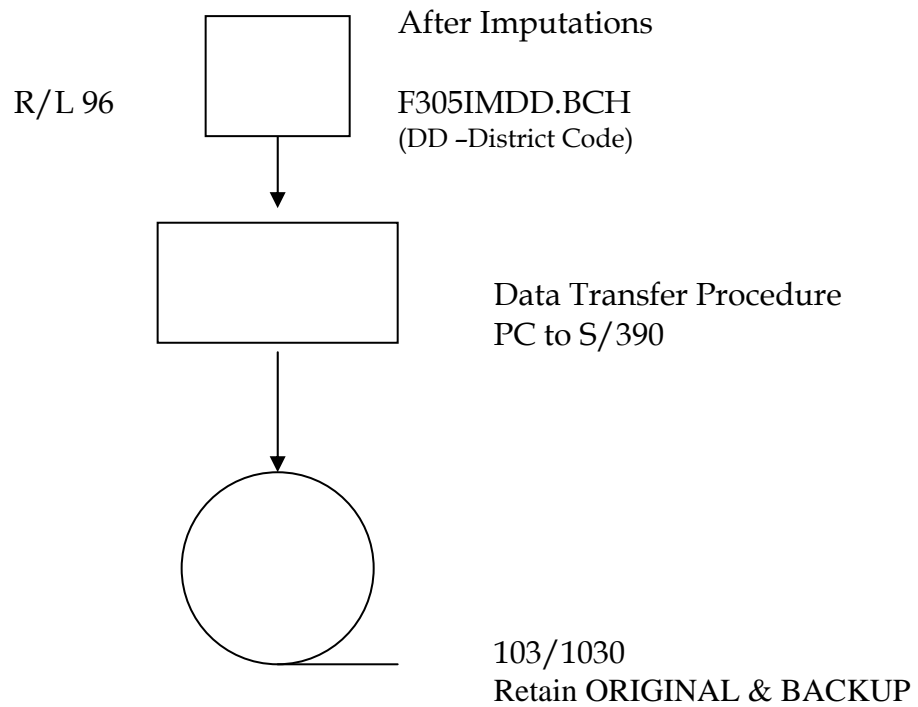 After Imputations
R/L 96
F305IMDD.BCH
(DD –District Code)
Data Transfer Procedure
PC to S/390
103/1030
Retain ORIGINAL & BACKUP